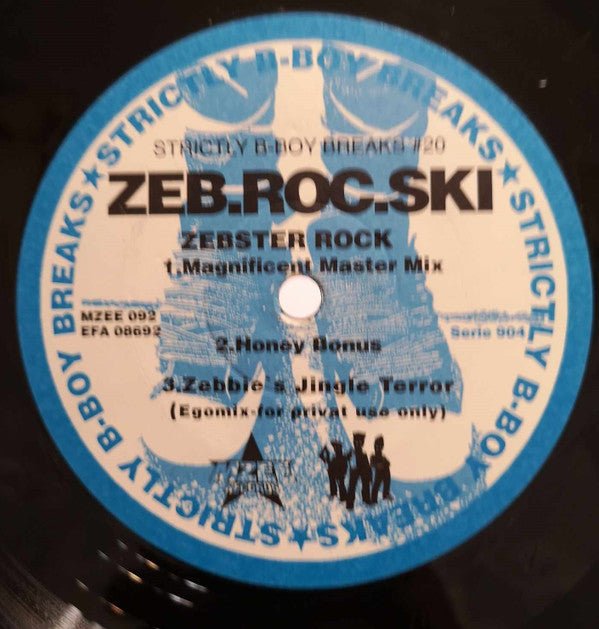 STRICTLY B-BOY BREAKS ★ STRICTLY B-BOY BREAKS ★ STRICTLY B-BOY BREAKS ★
STRICTLY B-BOY BREAKS #20
ZEB.ROC.SKI
ZEBSTER ROCK
1.Magnificent Master Mix
MZEE 092
EFA 08692
Serie 904
2.Honey Bonus
3.Zebbie's Jingle Terror
(Egomix-for privat use only)
MZEE
RECORDS